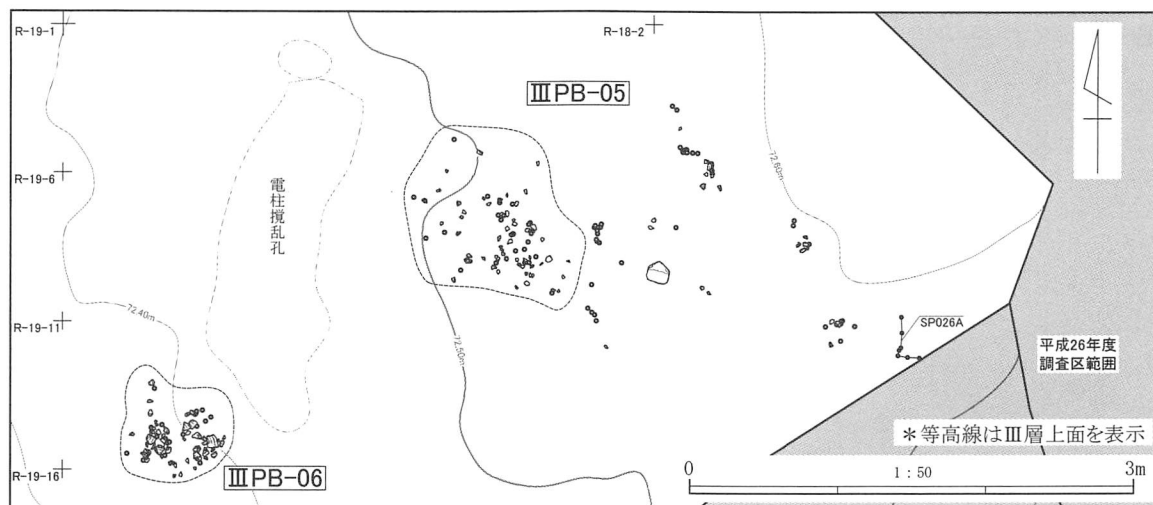 R-19-1
R-18-2
ⅢPB-05
R-19-6
72.60m
電柱撹乱孔
72.40m
R-19-11
72.50m
SP026A
平成26年度
調査区範囲
*等高線はⅢ層上面を表示
R-19-16
ⅢPB-06
0
1:50
3m